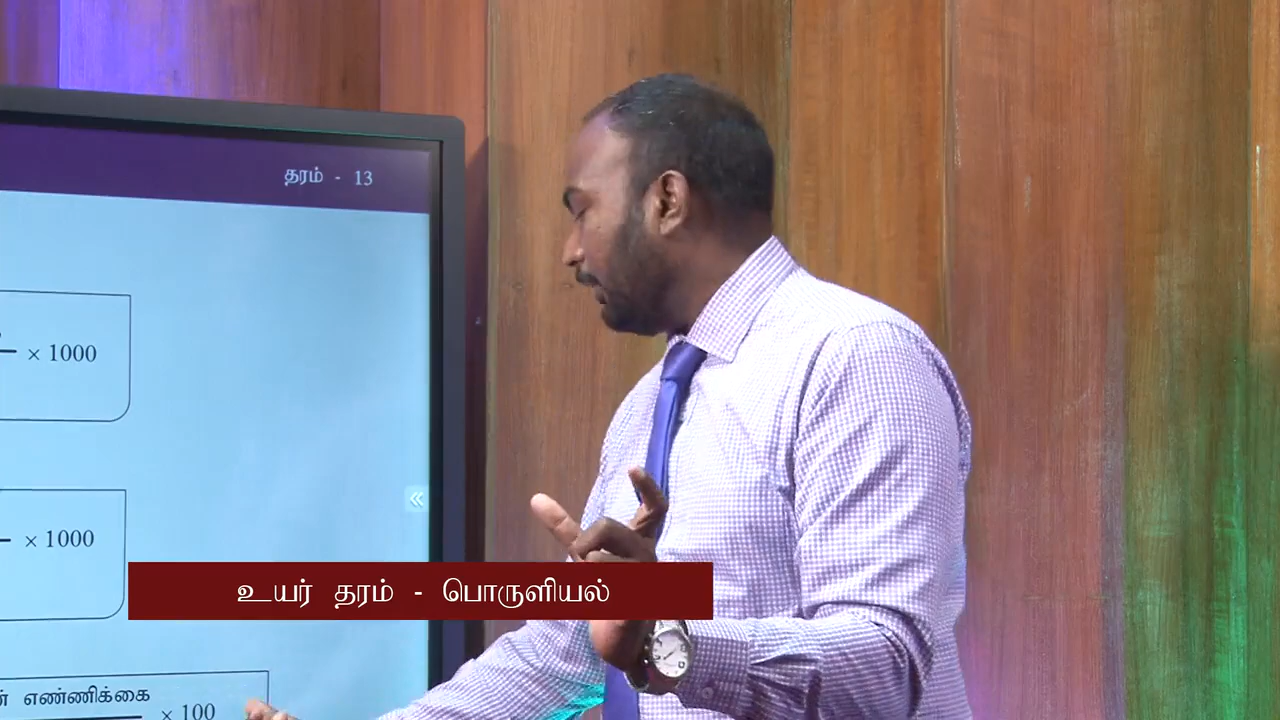 தரம் - 13
× 1000
× 1000
உயர் தரம் - பொருளியல்
எண்ணிக்கை
× 100